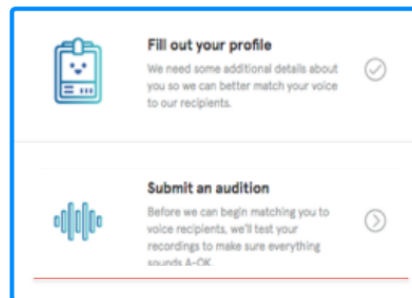 Fill out your profile
We need some additional details about
you so we can better match your voice
to our recipients.
Submit an audition
Before we can begin matching you to
voice recipients, we'll test your
recordings to make sure everything
sounds A-OK.